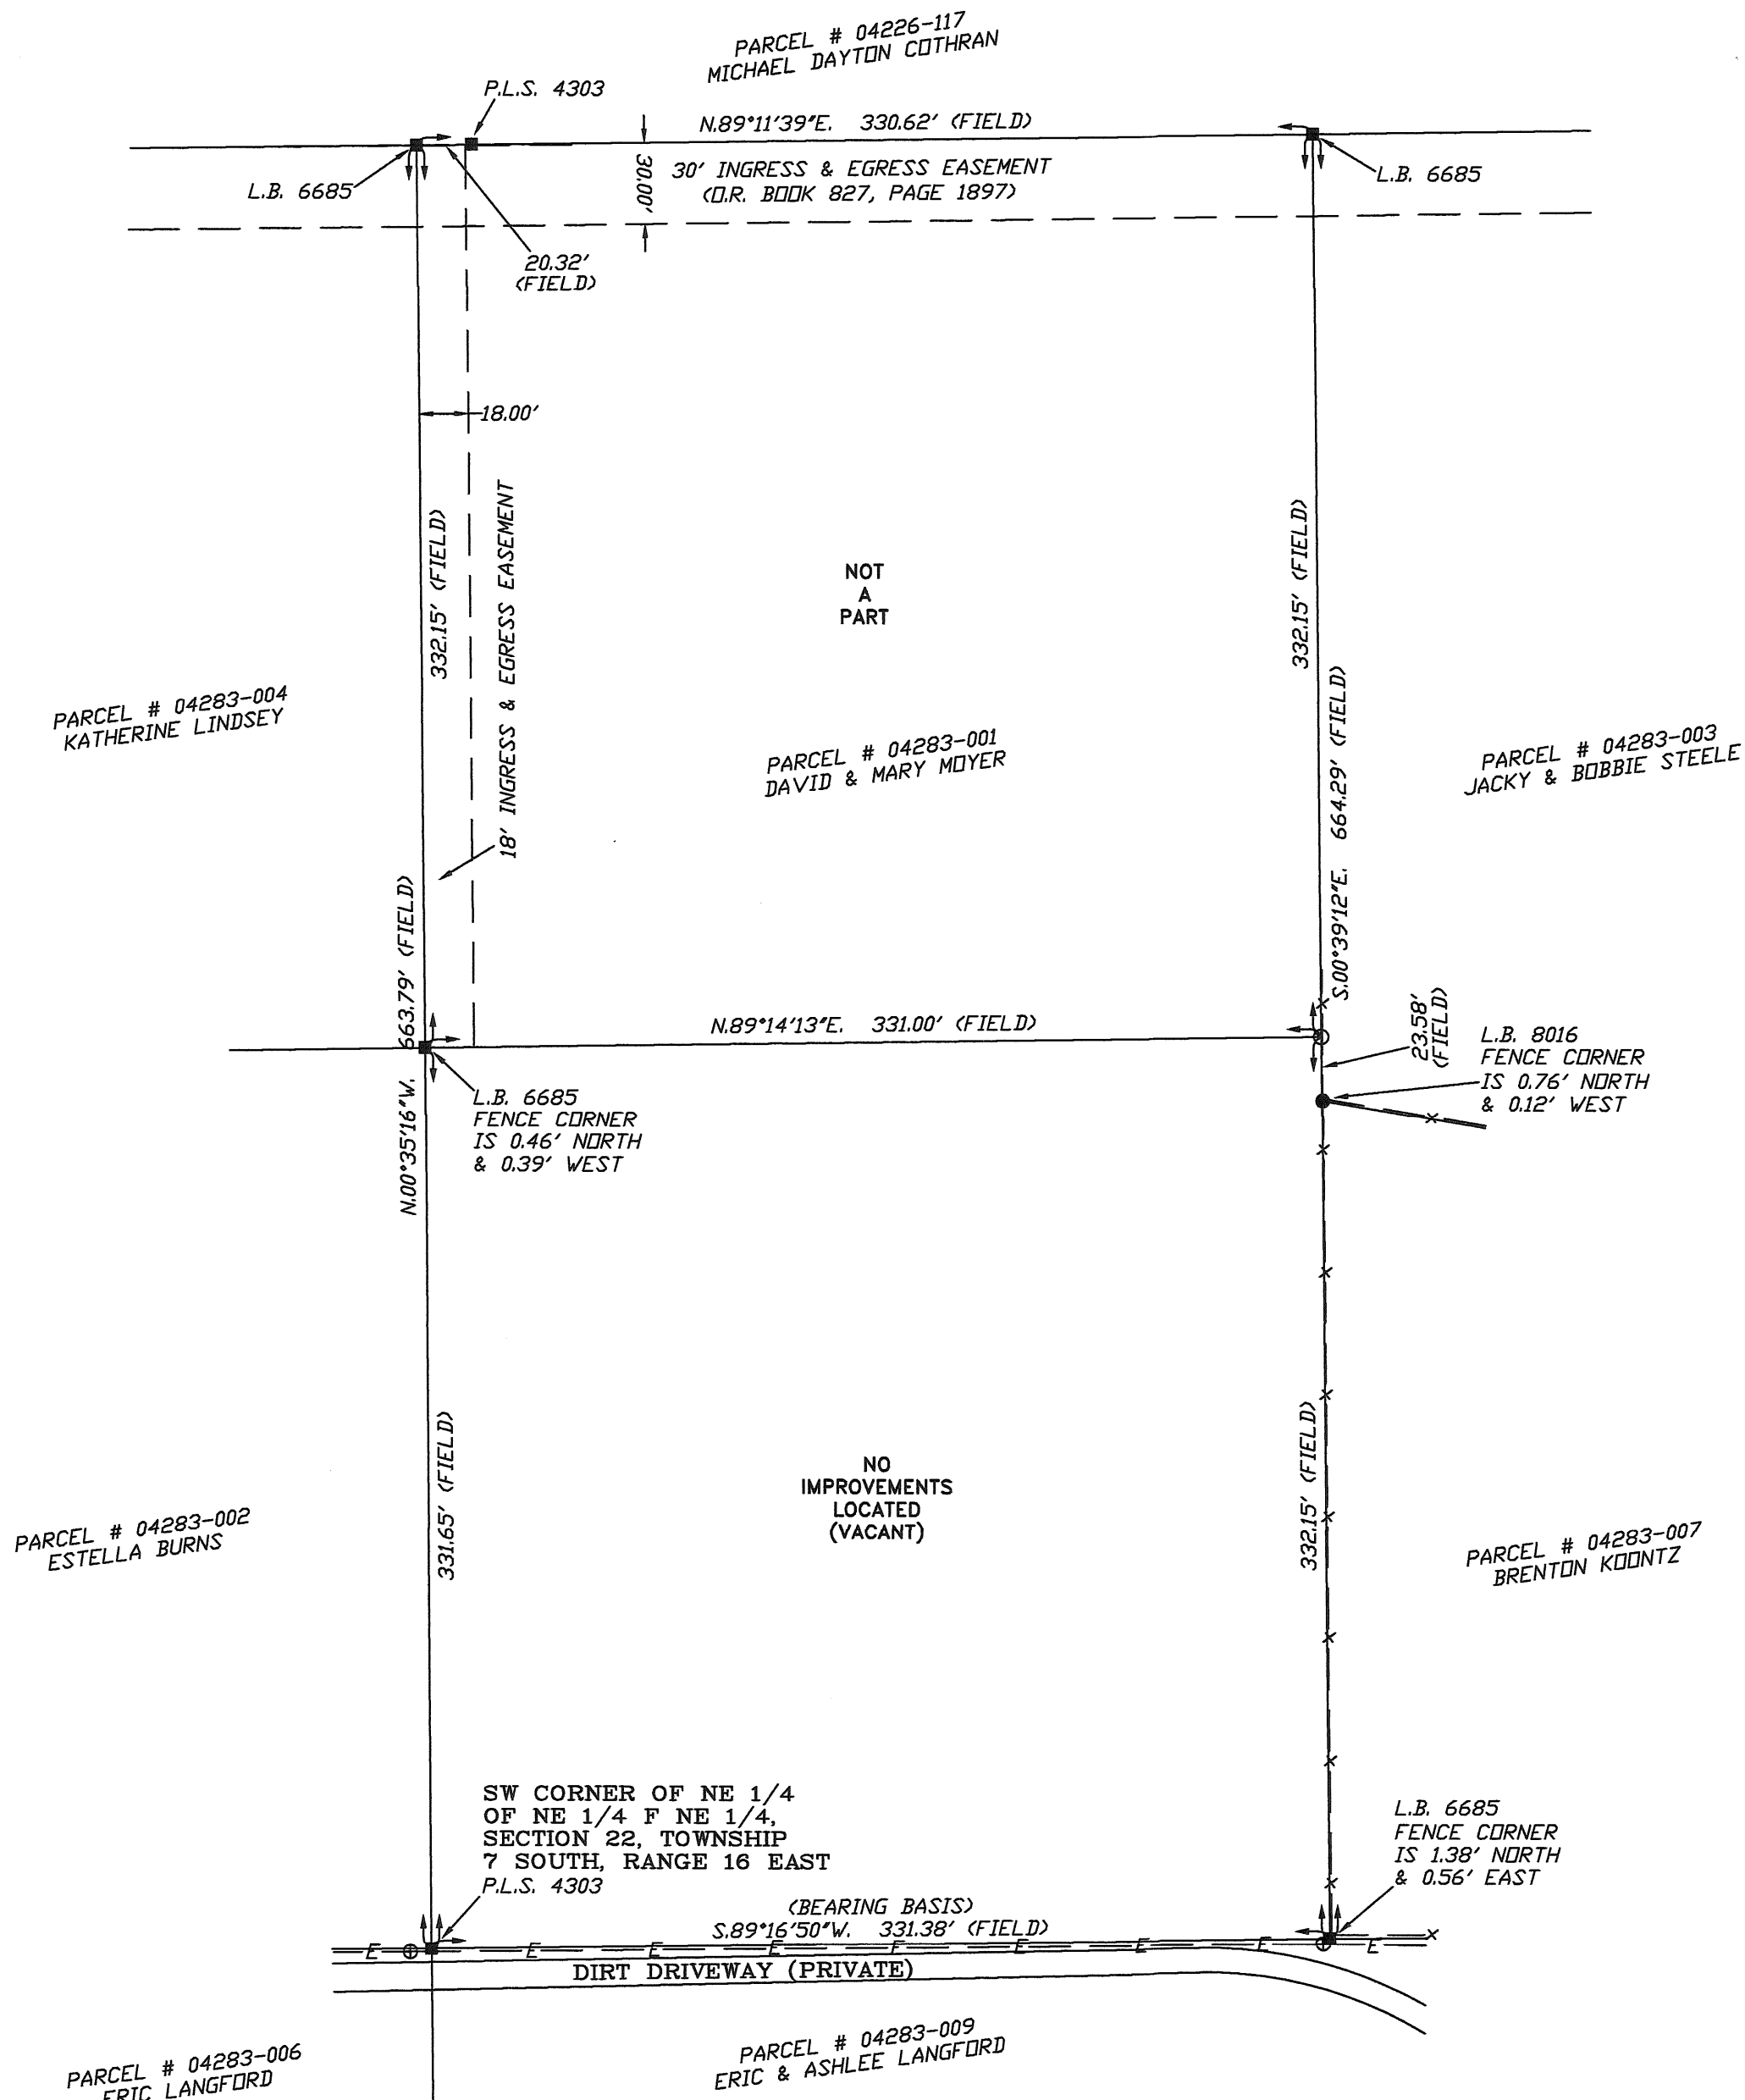 PARCEL # 04226-117
MICHAEL DAYTON COTHRAN
P.L.S. 4303
N.89°11'39"E. 330.62' (FIELD)
L.B. 6685
30.00'
30' INGRESS & EGRESS EASEMENT
(O.R. BOOK 827, PAGE 1897)
L.B. 6685
20.32'
(FIELD)
18.00'
332.15' (FIELD)
18' INGRESS & EGRESS EASEMENT
NOT
A
PART
332.15' (FIELD)
PARCEL # 04283-004
KATHERINE LINDSEY
PARCEL # 04283-001
DAVID & MARY MOYER
S.00°39'12"E. 664.29' (FIELD)
PARCEL # 04283-003
JACKY & BOBBIE STEELE
N.00°35'16"W. 663.79' (FIELD)
N.89°14'13"E. 331.00' (FIELD)
23.58'
(FIELD)
L.B. 8016
FENCE CORNER
IS 0.76' NORTH
& 0.12' WEST
L.B. 6685
FENCE CORNER
IS 0.46' NORTH
& 0.39' WEST
331.65' (FIELD)
NO
IMPROVEMENTS
LOCATED
(VACANT)
332.15' (FIELD)
PARCEL # 04283-002
ESTELLA BURNS
PARCEL # 04283-007
BRENTON KOONTZ
SW CORNER OF NE 1/4
OF NE 1/4 F NE 1/4,
SECTION 22, TOWNSHIP
7 SOUTH, RANGE 16 EAST
P.L.S. 4303
L.B. 6685
FENCE CORNER
IS 1.38' NORTH
& 0.56' EAST
(BEARING BASIS)
S.89°16'50"W. 331.38' (FIELD)
E E E E E E E E E
DIRT DRIVEWAY (PRIVATE)
PARCEL # 04283-006
ERIC LANGFORD
PARCEL # 04283-009
ERIC & ASHLEE LANGFORD